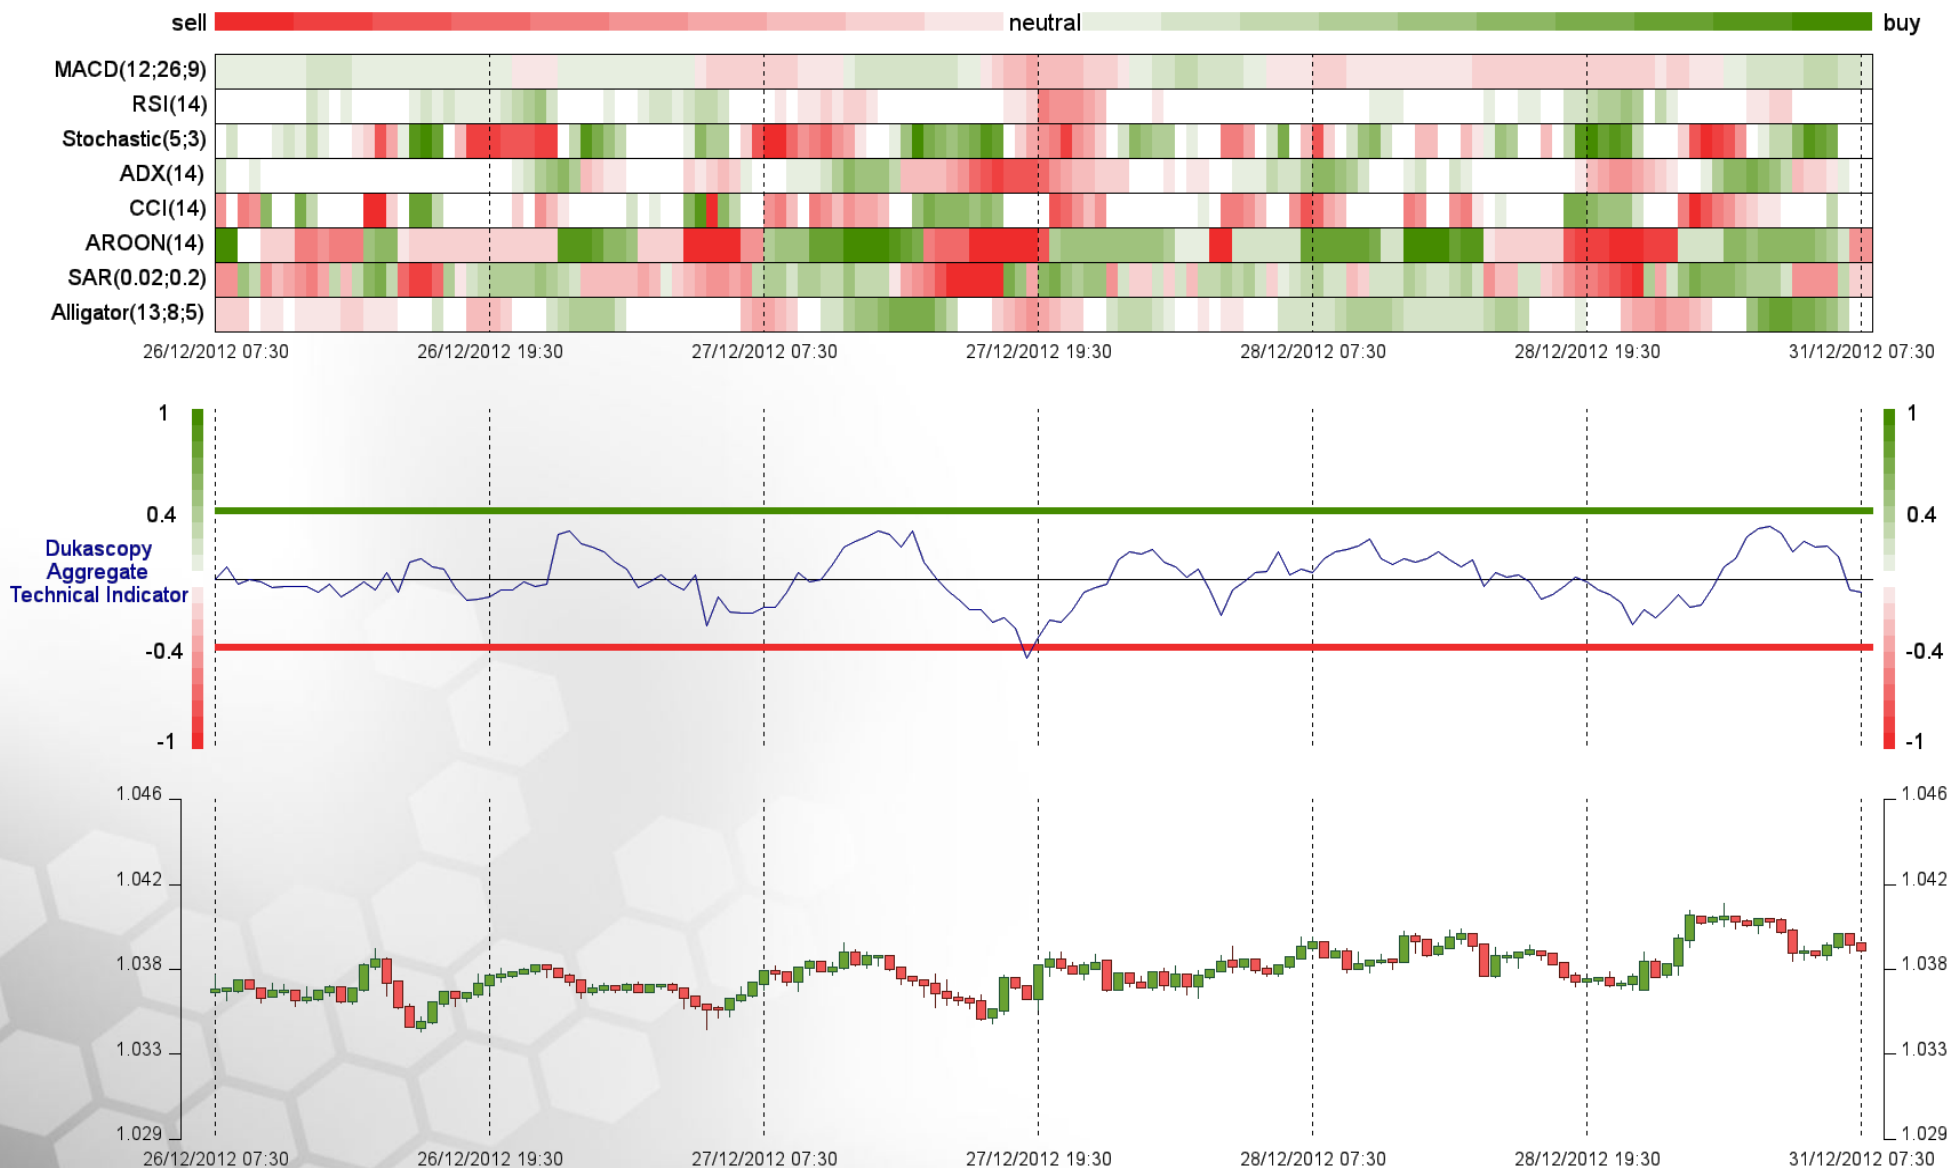 sell neutral buy
MACD(12;26;9)
RSI(14)
Stochastic(5;3)
ADX(14)
CCI(14)
AROON(14)
SAR(0.02;0.2)
Alligator(13;8;5)
26/12/2012 07:30 26/12/2012 19:30 27/12/2012 07:30 27/12/2012 19:30 28/12/2012 07:30 28/12/2012 19:30 31/12/2012 07:30
1 1
0.4 0.4
Dukascopy
Aggregate
Technical Indicator
-0.4 -0.4
-1 -1
1.046 1.046
1.042 1.042
1.038 1.038
1.033 1.033
1.029 1.029
26/12/2012 07:30 26/12/2012 19:30 27/12/2012 07:30 27/12/2012 19:30 28/12/2012 07:30 28/12/2012 19:30 31/12/2012 07:30